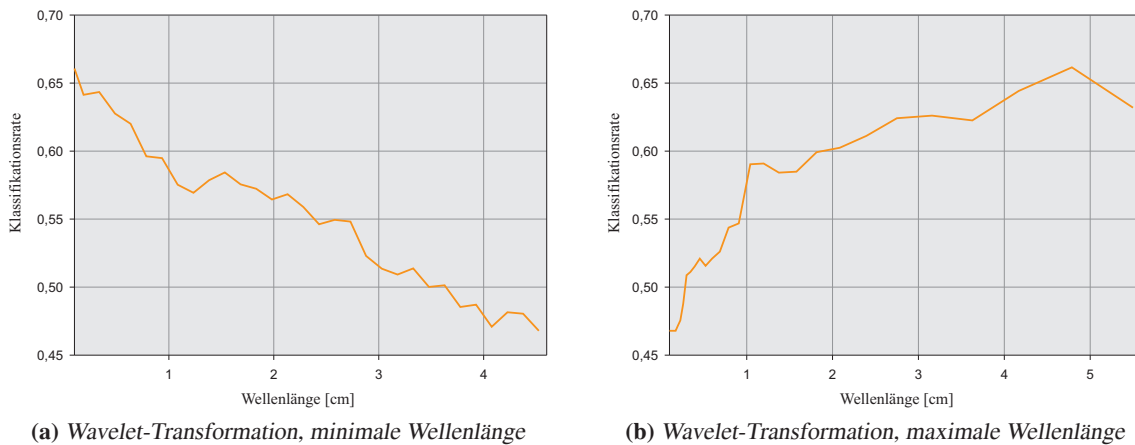 0,70
0,65
0,60
0,55
0,50
0,45
Klassifikationsrate
1 2 3 4
Wellenlänge [cm]
(a) Wavelet-Transformation, minimale Wellenlänge
0,70
0,65
0,60
0,55
0,50
0,45
Klassifikationsrate
1 2 3 4 5
Wellenlänge [cm]
(b) Wavelet-Transformation, maximale Wellenlänge